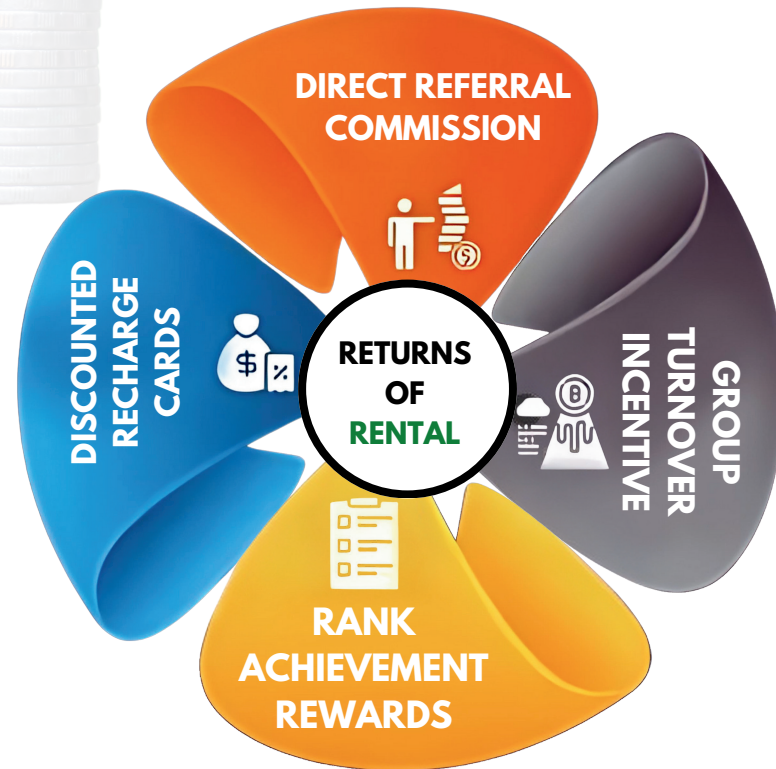 DIRECT REFERRAL
COMMISSION
DISCOUNTED
RECHARGE
CARDS
$
%
RETURNS
OF
RENTAL
GROUP
TURNOVER
INCENTIVE
RANK
ACHIEVEMENT
REWARDS